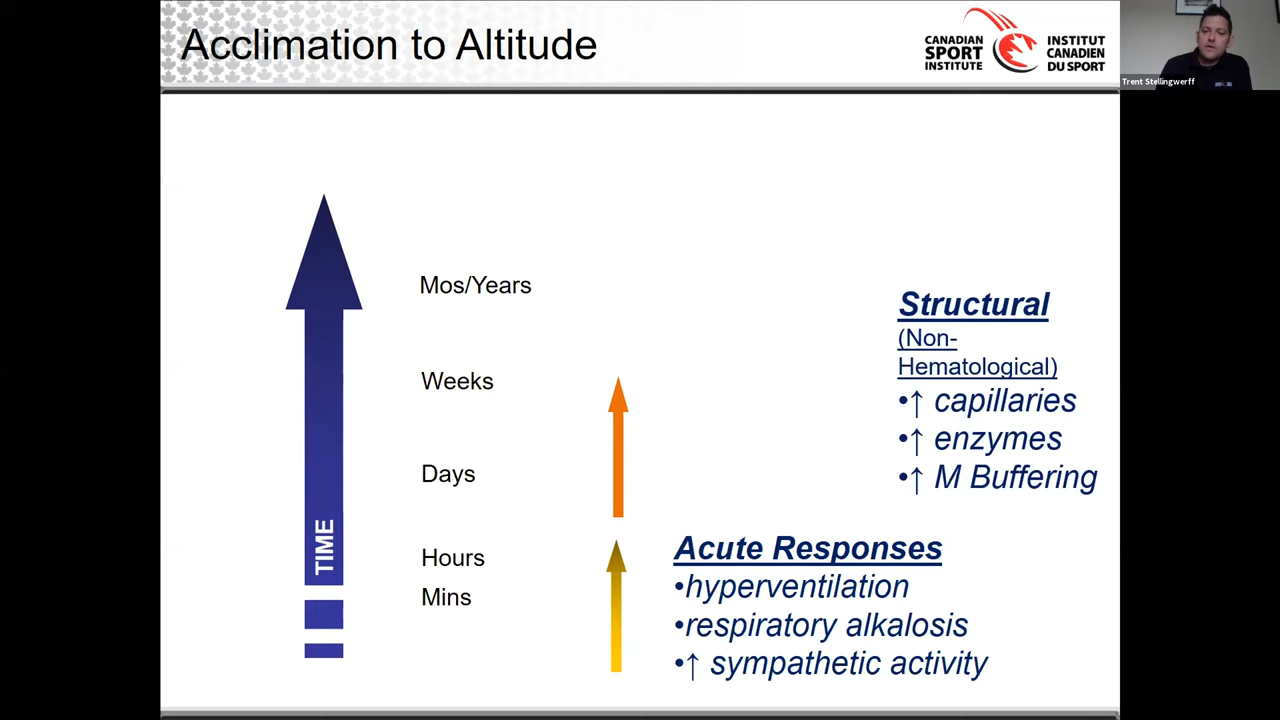 Acclimation to Altitude
CANADIAN
SPORT
INSTITUTE
INSTITUT
CANADIEN
DU SPORT
Trent Stellingwerff
TIME
Mos/Years
Weeks
Days
Hours
Mins
Structural
(Non-
Hematological)
•↑ capillaries
•↑ enzymes
•↑ M Buffering
Acute Responses
•hyperventilation
•respiratory alkalosis
•↑ sympathetic activity